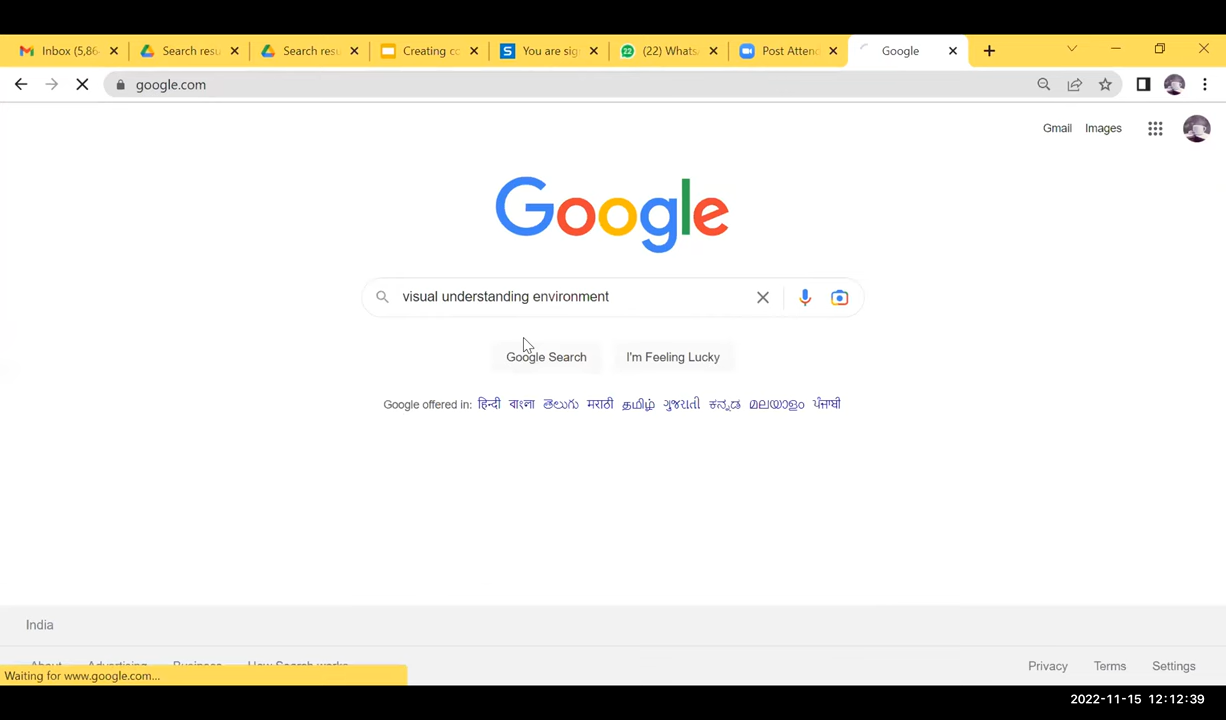 Inbox (5,86
Search resu
Search resu
Creating co
You are sig
(22) Whats
Post Attend
Google
google.com
Gmail
Images
Google
visual understanding environment
Google Search
I'm Feeling Lucky
Google offered in: हिन्दी বাংলা తెలుగు मराठी தமிழ் ગુજરાતી ಕನ್ನಡ മലയാളം ਪੰਜਾਬੀ
India
About Advertising Business How Search works
Privacy Terms Settings
Waiting for www.google.com...
2022-11-15 12:12:39